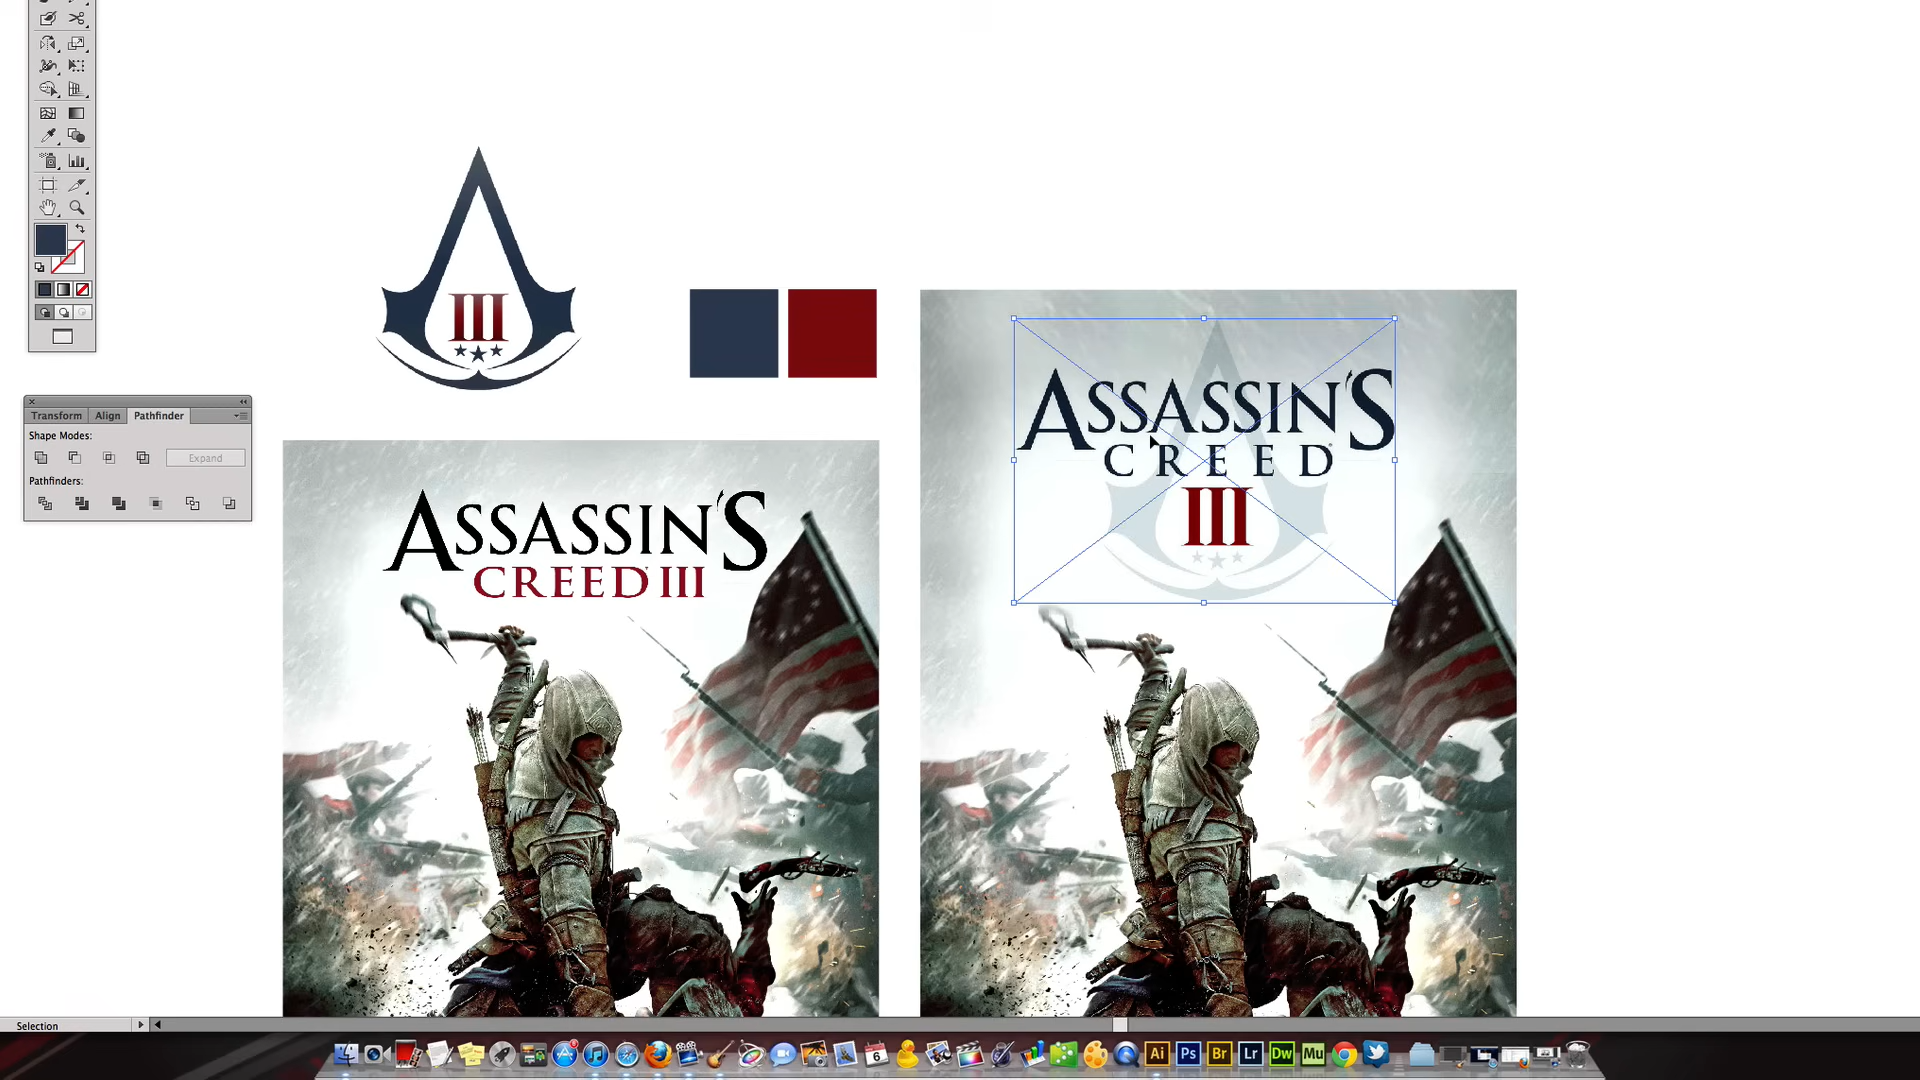 III
Transform Align Pathfinder
Shape Modes:
Expand
Pathfinders:
ASSASSIN'S
CREED III
ASSASSIN'S
CREED
III
Selection
6
Ai Ps Br Lr Dw Mu